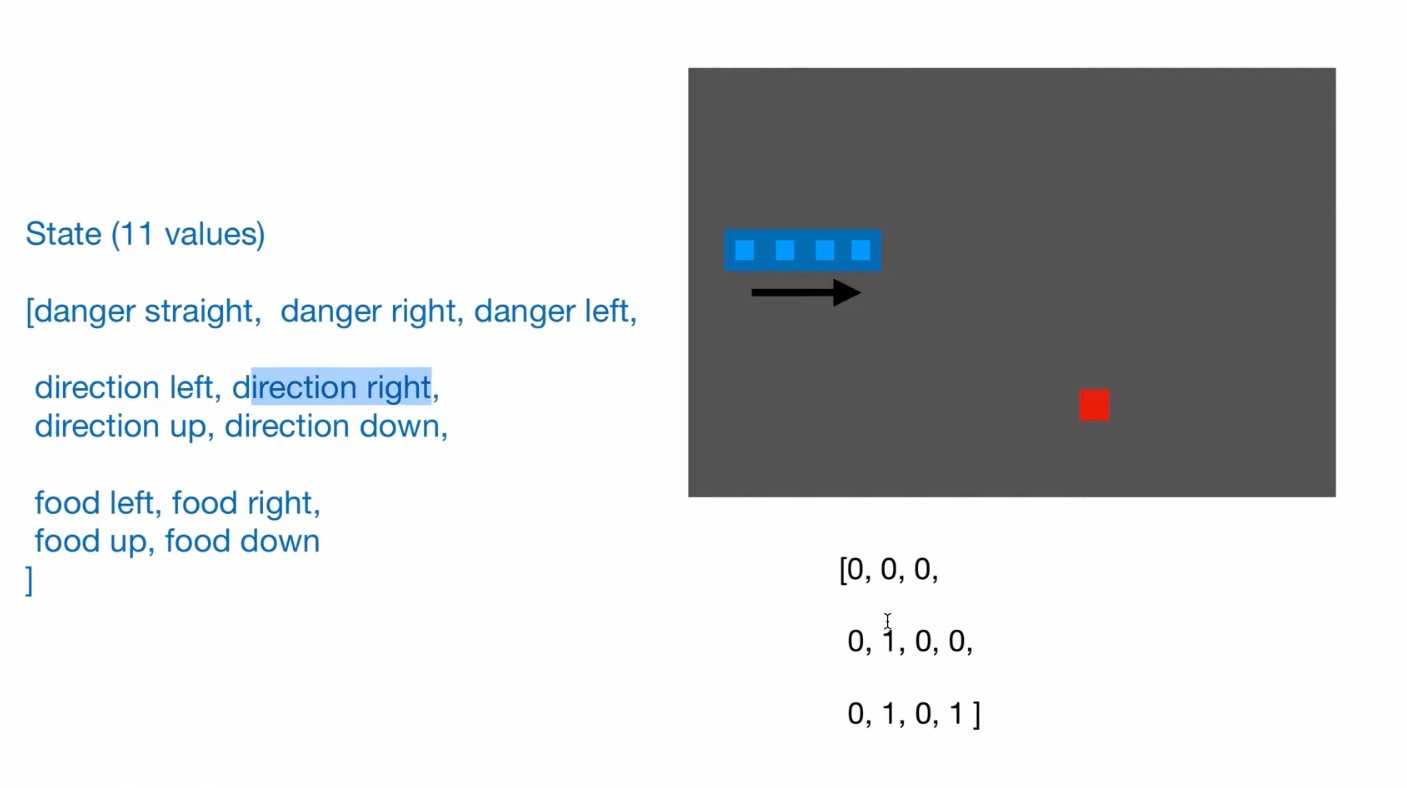 State (11 values)
[danger straight,  danger right, danger left,
direction left, direction right,
direction up, direction down,
food left, food right,
food up, food down
]
[0, 0, 0,
0, 1, 0, 0,
0, 1, 0, 1 ]